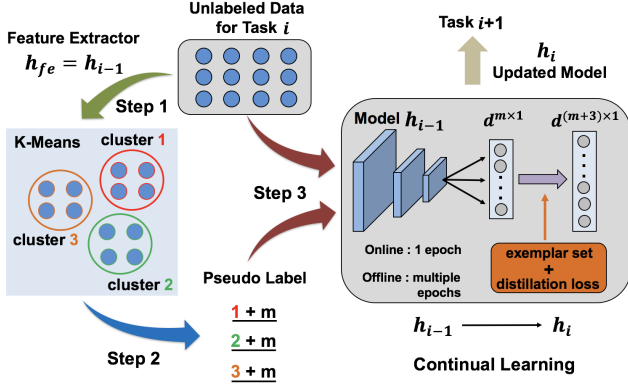 Feature Extractor
h_{fe} = h_{i-1}
Unlabeled Data
for Task i
Step 1
K-Means
cluster 1
cluster 3
cluster 2
Step 2
Step 3
Pseudo Label
1 + m
2 + m
3 + m
Task i+1
h_i
Updated Model
Model h_{i-1}
d^{m×1}
d^{(m+3)×1}
Online : 1 epoch
Offline : multiple
epochs
exemplar set
+
distillation loss
h_{i-1} → h_i
Continual Learning